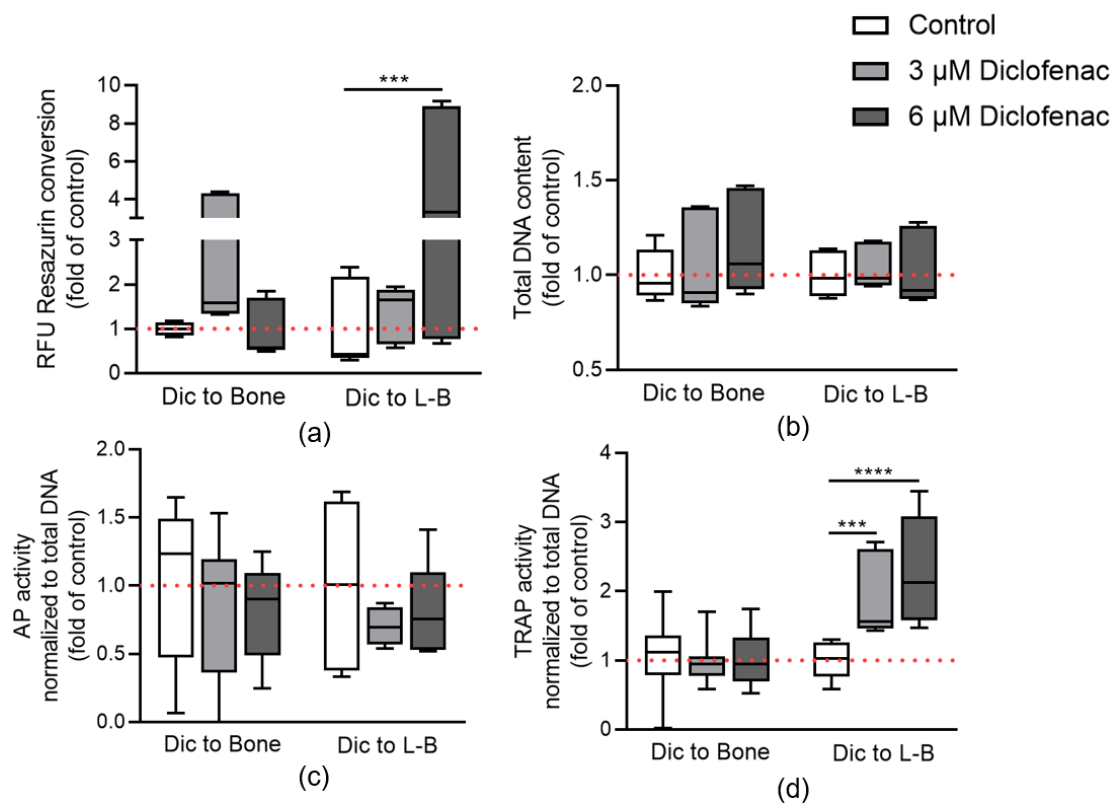 Control
3 µM Diclofenac
6 µM Diclofenac
RFU Resazurin conversion
(fold of control)
10
8
6
4
3
2
1
0
***
Dic to Bone
Dic to L-B
(a)
Total DNA content
(fold of control)
2.0
1.5
1.0
0.5
Dic to Bone
Dic to L-B
(b)
AP activity
normalized to total DNA
(fold of control)
2.0
1.5
1.0
0.5
0.0
Dic to Bone
Dic to L-B
(c)
TRAP activity
normalized to total DNA
(fold of control)
4
3
2
1
0
***
****
Dic to Bone
Dic to L-B
(d)